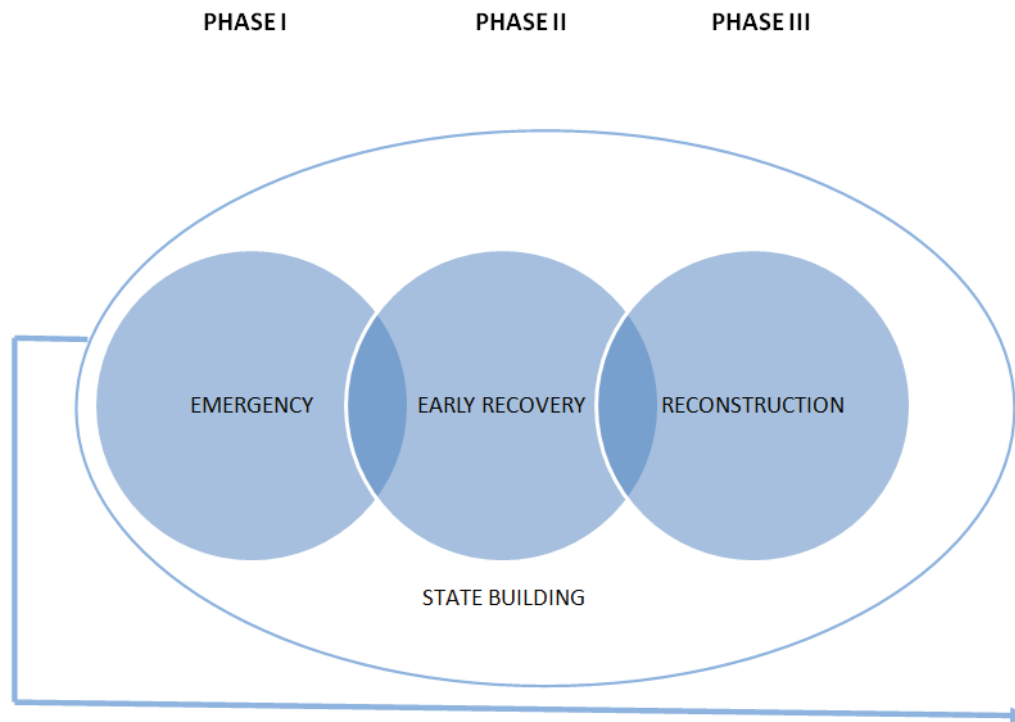 PHASE I PHASE II PHASE III
EMERGENCY EARLY RECOVERY RECONSTRUCTION
STATE BUILDING